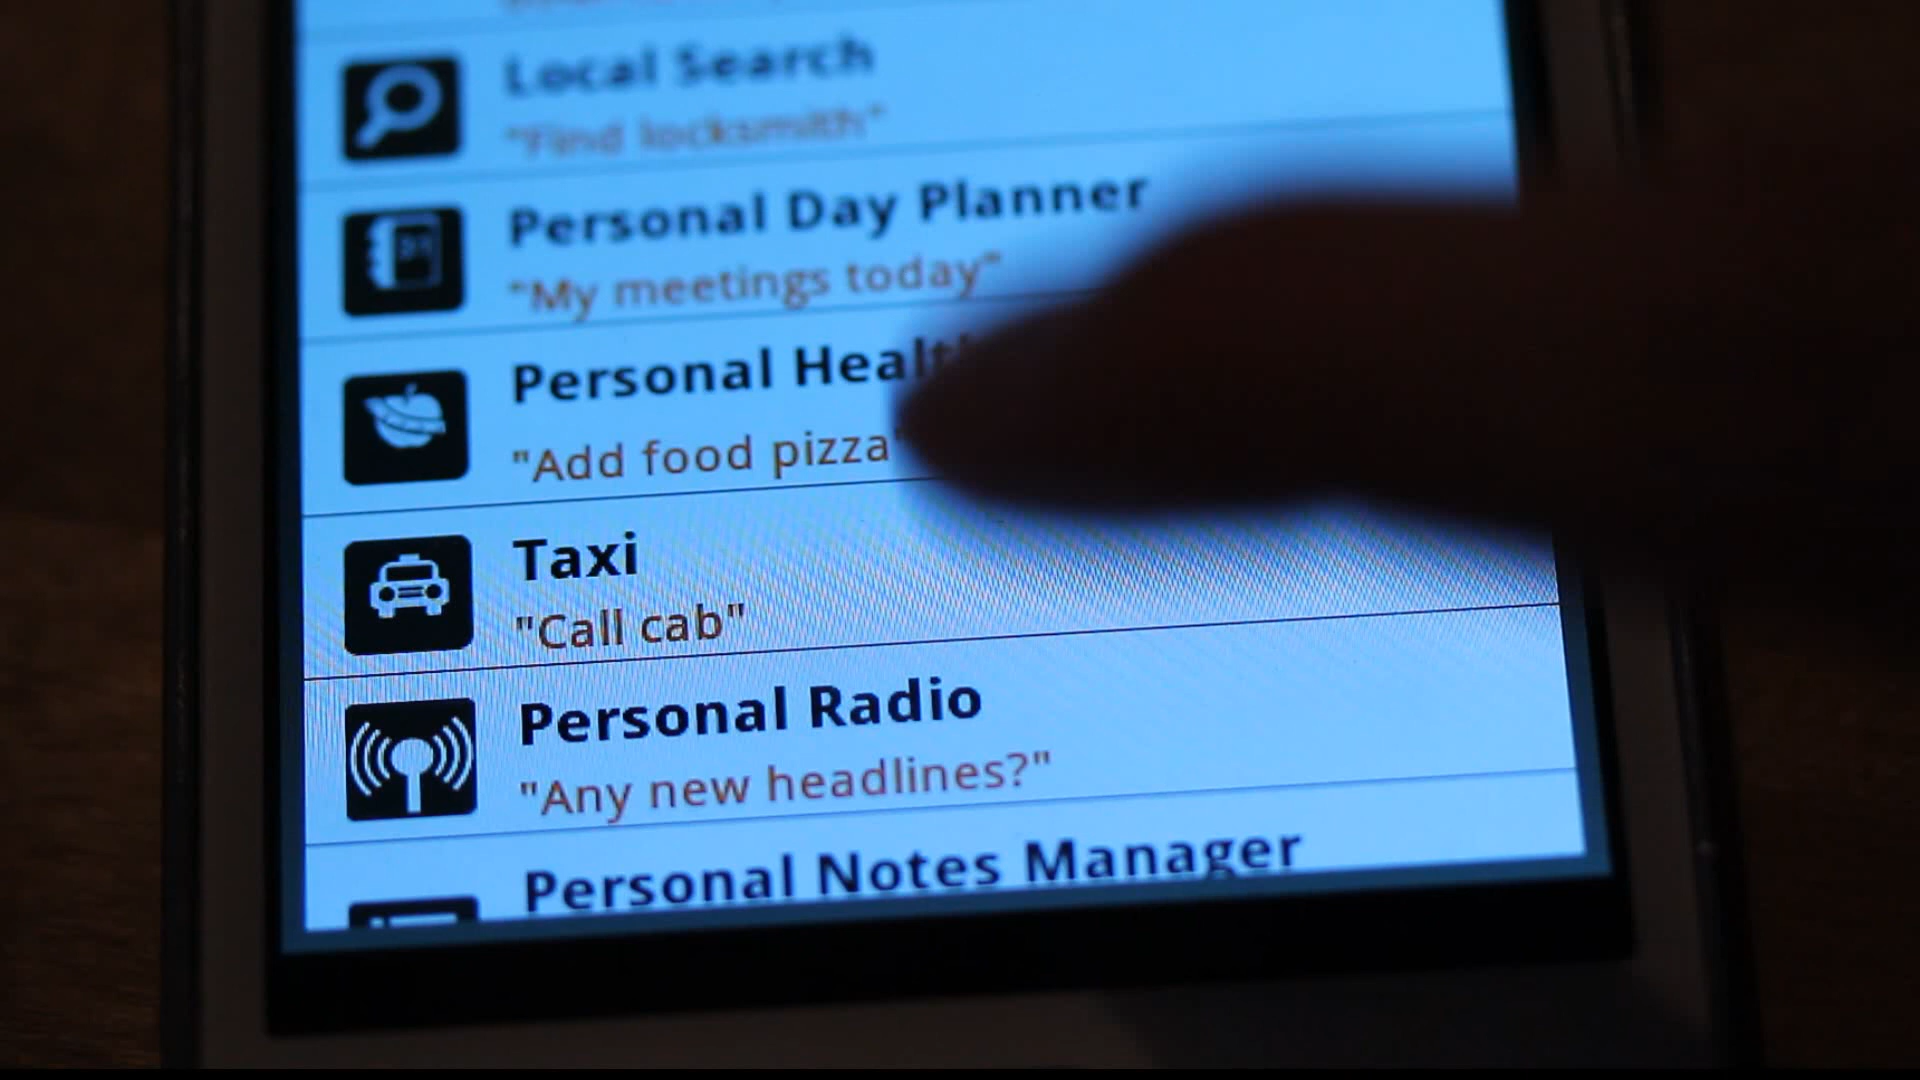 Local Search
"Find locksmith"
Personal Day Planner
"My meetings today"
Personal Healt
"Add food pizza"
Taxi
"Call cab"
Personal Radio
"Any new headlines?"
Personal Notes Manager